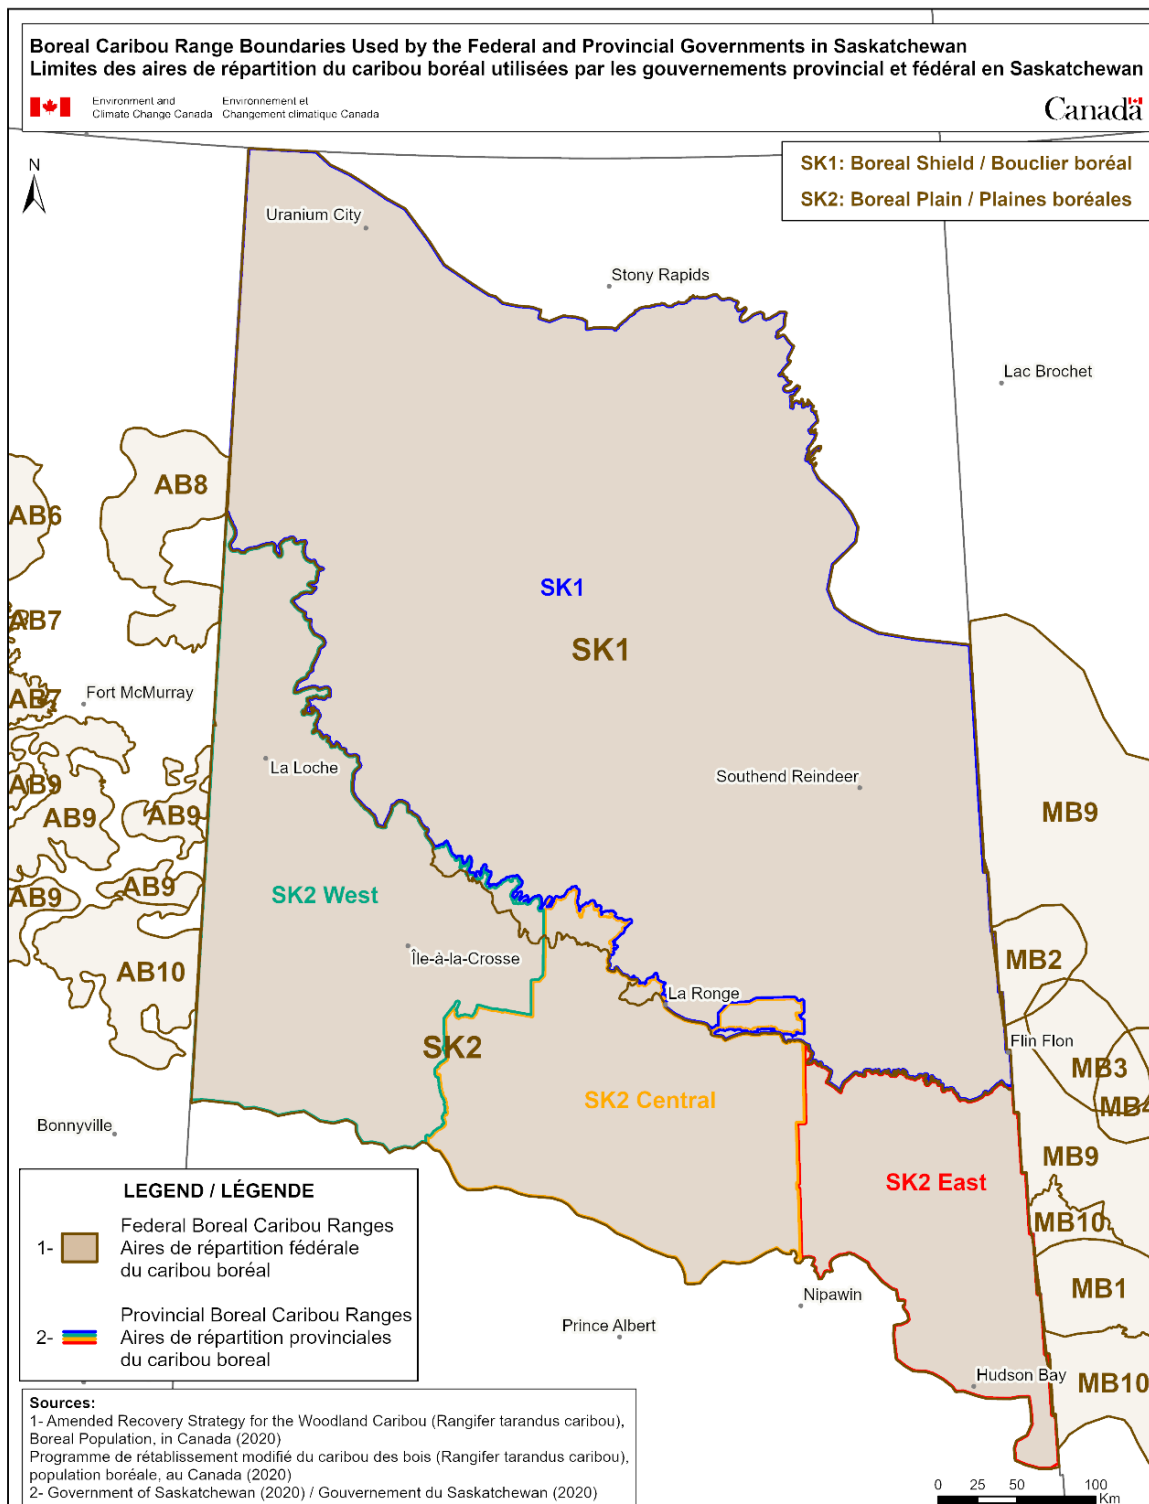 Boreal Caribou Range Boundaries Used by the Federal and Provincial Governments in Saskatchewan
Limites des aires de répartition du caribou boréal utilisées par les gouvernements provincial et fédéral en Saskatchewan
Environment and Climate Change Canada
Environnement et Changement climatique Canada
Canada
SK1: Boreal Shield / Bouclier boréal
SK2: Boreal Plain / Plaines boréales
N
Uranium City
Stony Rapids
Lac Brochet
AB8
AB6
SK1
AB7
SK1
AB7
Fort McMurray
La Loche
Southend Reindeer
AB9
AB9
AB9
MB9
AB9
AB9
SK2 West
Île-à-la-Crosse
MB2
AB10
La Ronge
Flin Flon
SK2
MB3
SK2 Central
MB4
Bonnyville
MB9
SK2 East
MB10
MB1
Nipawin
Prince Albert
Hudson Bay
MB10
LEGEND / LÉGENDE
1- Federal Boreal Caribou Ranges
Aires de répartition fédérale
du caribou boréal
2- Provincial Boreal Caribou Ranges
Aires de répartition provinciales
du caribou boreal
Sources:
1- Amended Recovery Strategy for the Woodland Caribou (Rangifer tarandus caribou),
Boreal Population, in Canada (2020)
Programme de rétablissement modifié du caribou des bois (Rangifer tarandus caribou),
population boréale, au Canada (2020)
2- Government of Saskatchewan (2020) / Gouvernement du Saskatchewan (2020)
0 25 50 100
Km